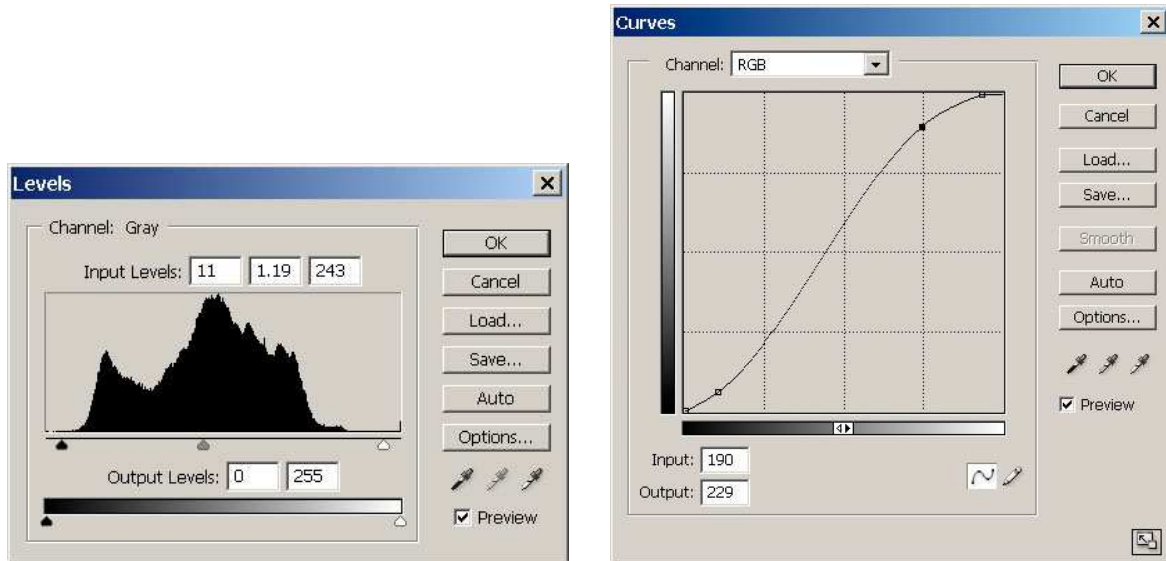 Levels
Channel: Gray
Input Levels: 11 1.19 243
Output Levels: 0 255
OK
Cancel
Load...
Save...
Auto
Options...
Preview
Curves
Channel: RGB
Input: 190
Output: 229
OK
Cancel
Load...
Save...
Smooth
Auto
Options...
Preview